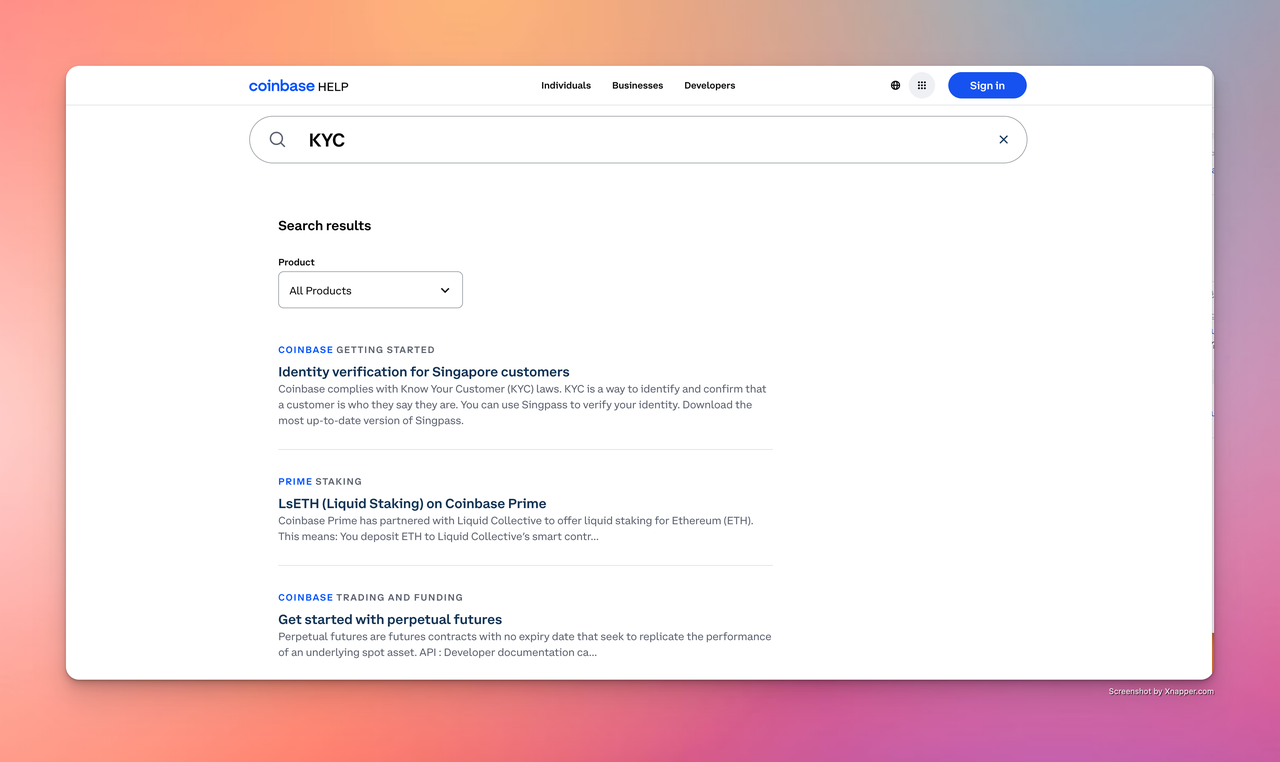 coinbase HELP
Individuals Businesses Developers
Sign in
KYC
Search results
Product
All Products
COINBASE GETTING STARTED
Identity verification for Singapore customers
Coinbase complies with Know Your Customer (KYC) laws. KYC is a way to identify and confirm that
a customer is who they say they are. You can use Singpass to verify your identity. Download the
most up-to-date version of Singpass.
PRIME STAKING
LsETH (Liquid Staking) on Coinbase Prime
Coinbase Prime has partnered with Liquid Collective to offer liquid staking for Ethereum (ETH).
This means: You deposit ETH to Liquid Collective's smart contr...
COINBASE TRADING AND FUNDING
Get started with perpetual futures
Perpetual futures are futures contracts with no expiry date that seek to replicate the performance
of an underlying spot asset. API : Developer documentation ca...
Screenshot by Xnapper.com